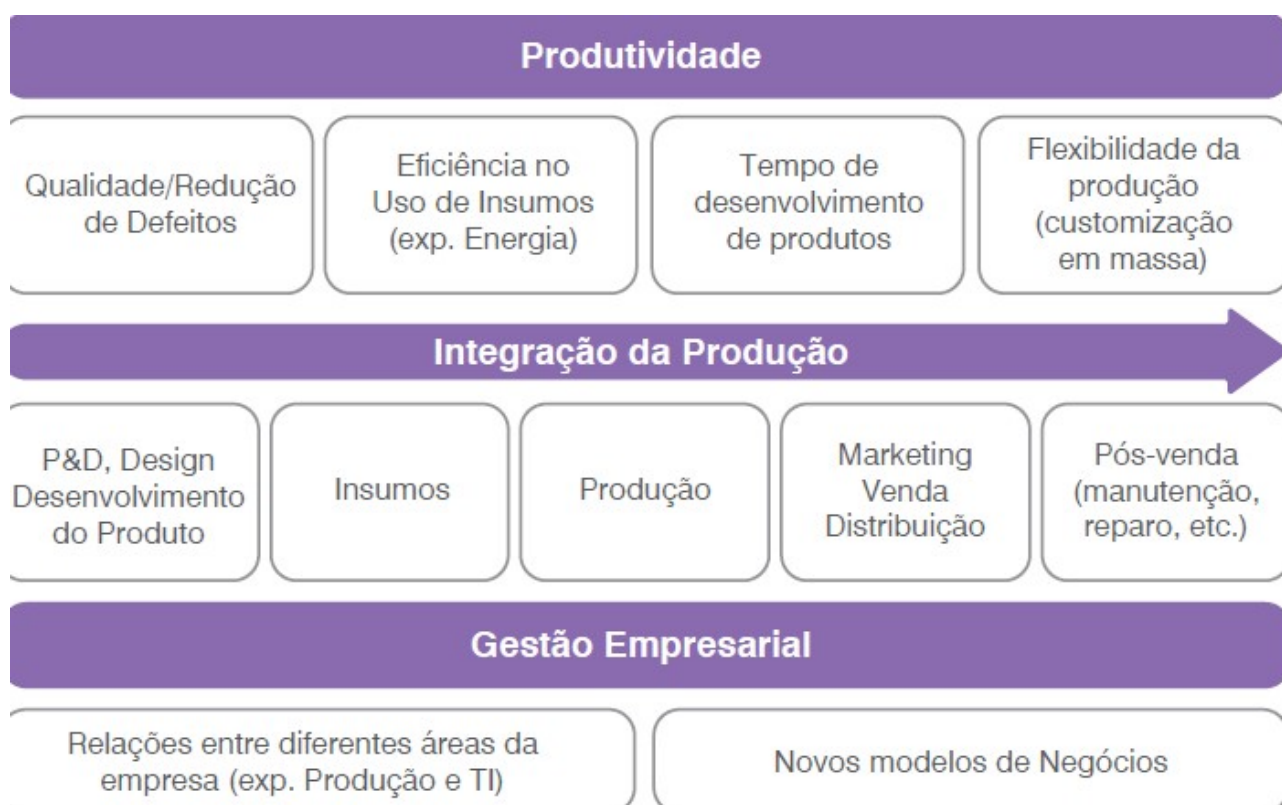 Produtividade
Qualidade/Redução
de Defeitos
Eficiência no
Uso de Insumos
(exp. Energia)
Tempo de
desenvolvimento
de produtos
Flexibilidade da
produção
(customização
em massa)
Integração da Produção
P&D, Design
Desenvolvimento
do Produto
Insumos
Produção
Marketing
Venda
Distribuição
Pós-venda
(manutenção,
reparo, etc.)
Gestão Empresarial
Relações entre diferentes áreas da
empresa (exp. Produção e TI)
Novos modelos de Negócios